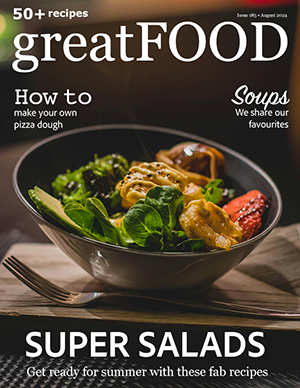 50+ recipes
greatFOOD
Issue 185 • August 2024
How to
make your own
pizza dough
Soups
We share our
favourites
SUPER SALADS
Get ready for summer with these fab recipes